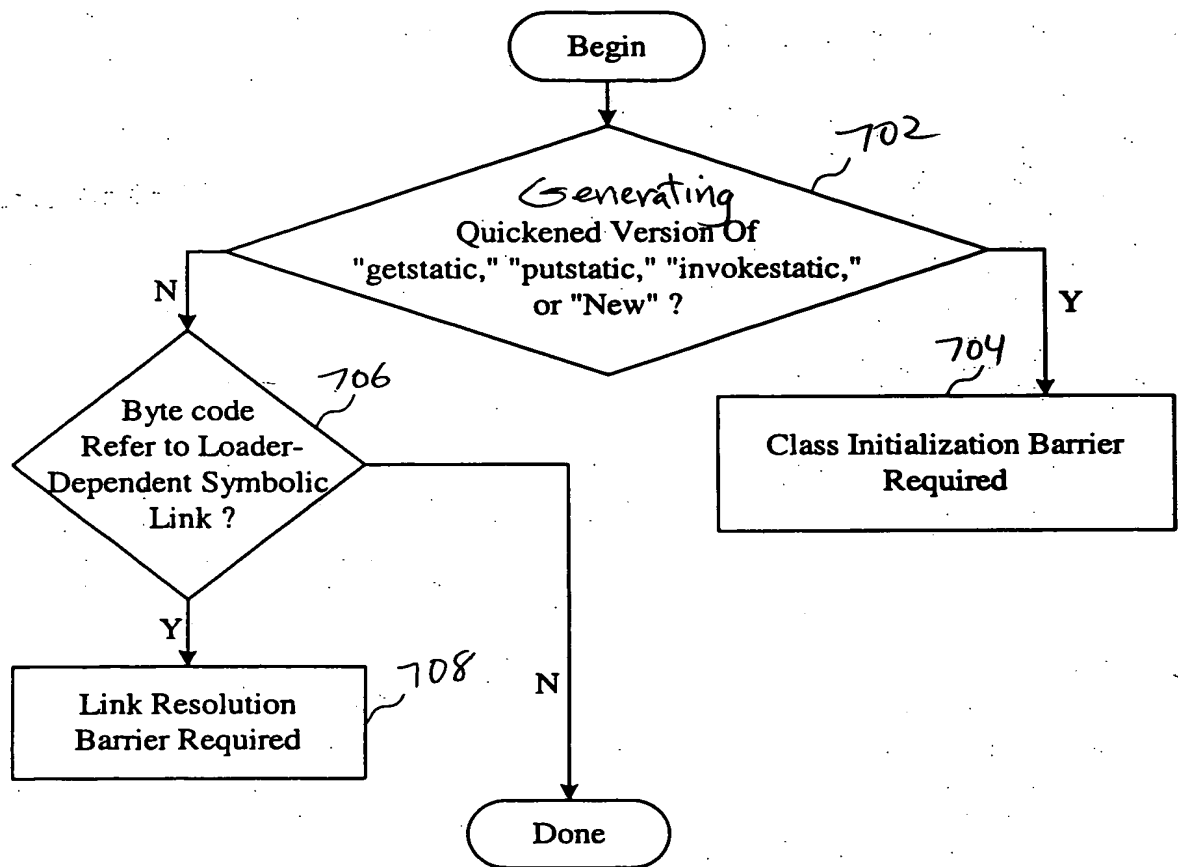 Begin
702
Generating
Quickened Version Of
"getstatic," "putstatic," "invokestatic,"
or "New" ?
N
Y
706
704
Byte code
Refer to Loader-
Dependent Symbolic
Link ?
Class Initialization Barrier
Required
Y
N
708
Link Resolution
Barrier Required
Done